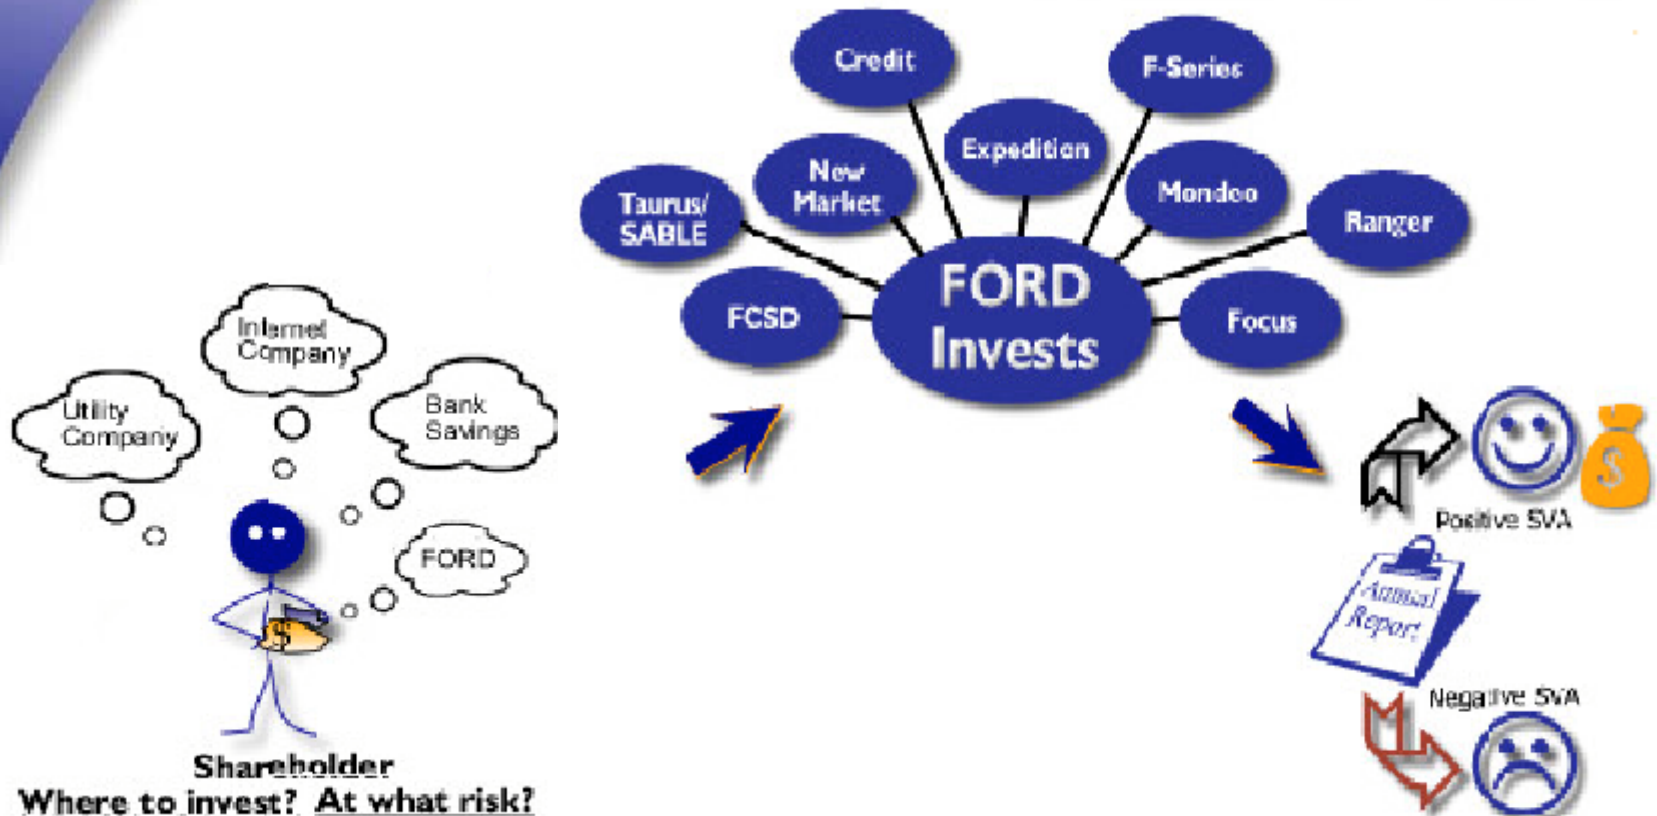 Credit
F-Series
Expedition
New
Market
Mondeo
Taurus/
SABLE
Ranger
FORD
Invests
FCSD
Focus
Internet
Company
Utility
Company
Bank
Savings
FORD
$
Shareholder
Where to invest? At what risk?
$
Positive SVA
Annual
Report
Negative SVA